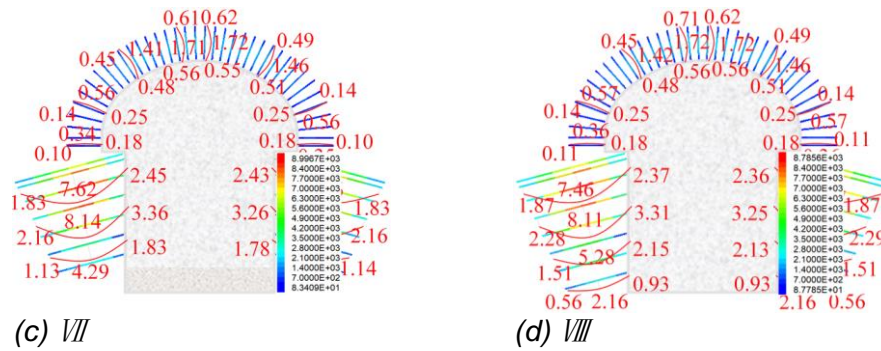 0.61 0.62
0.45 1.41 1.71 1.72 0.49
0.56 0.48 0.56 0.55 0.51 1.46
0.14 0.25 0.25 0.14
0.34 0.18 0.18 0.56
0.10 0.10
2.45 2.43
7.62
1.83 1.83
3.36 3.26
8.14
2.16 2.16
1.83 1.78
1.13 4.29 1.14
8.9967E+03
8.4000E+03
7.7000E+03
7.0000E+03
6.3000E+03
5.6000E+03
4.9000E+03
4.2000E+03
3.5000E+03
2.8000E+03
2.1000E+03
1.4000E+03
7.0000E+02
8.3409E+01
(c) Ⅶ
0.71 0.62
0.45 1.42 1.72 1.72 0.49
0.57 0.48 0.56 0.56 0.51 1.46
0.14 0.25 0.25 0.14
0.36 0.18 0.18 0.57
0.11 0.11
2.37 2.36
7.46
1.87 1.87
3.31 3.25
8.11
2.28 2.29
2.15 2.13
5.28
1.51 1.51
0.93 0.93
0.56 2.16 2.16 0.56
8.7856E+03
8.4000E+03
7.7000E+03
7.0000E+03
6.3000E+03
5.6000E+03
4.9000E+03
4.2000E+03
3.5000E+03
2.8000E+03
2.1000E+03
1.4000E+03
7.0000E+02
8.7785E+01
(d) Ⅷ